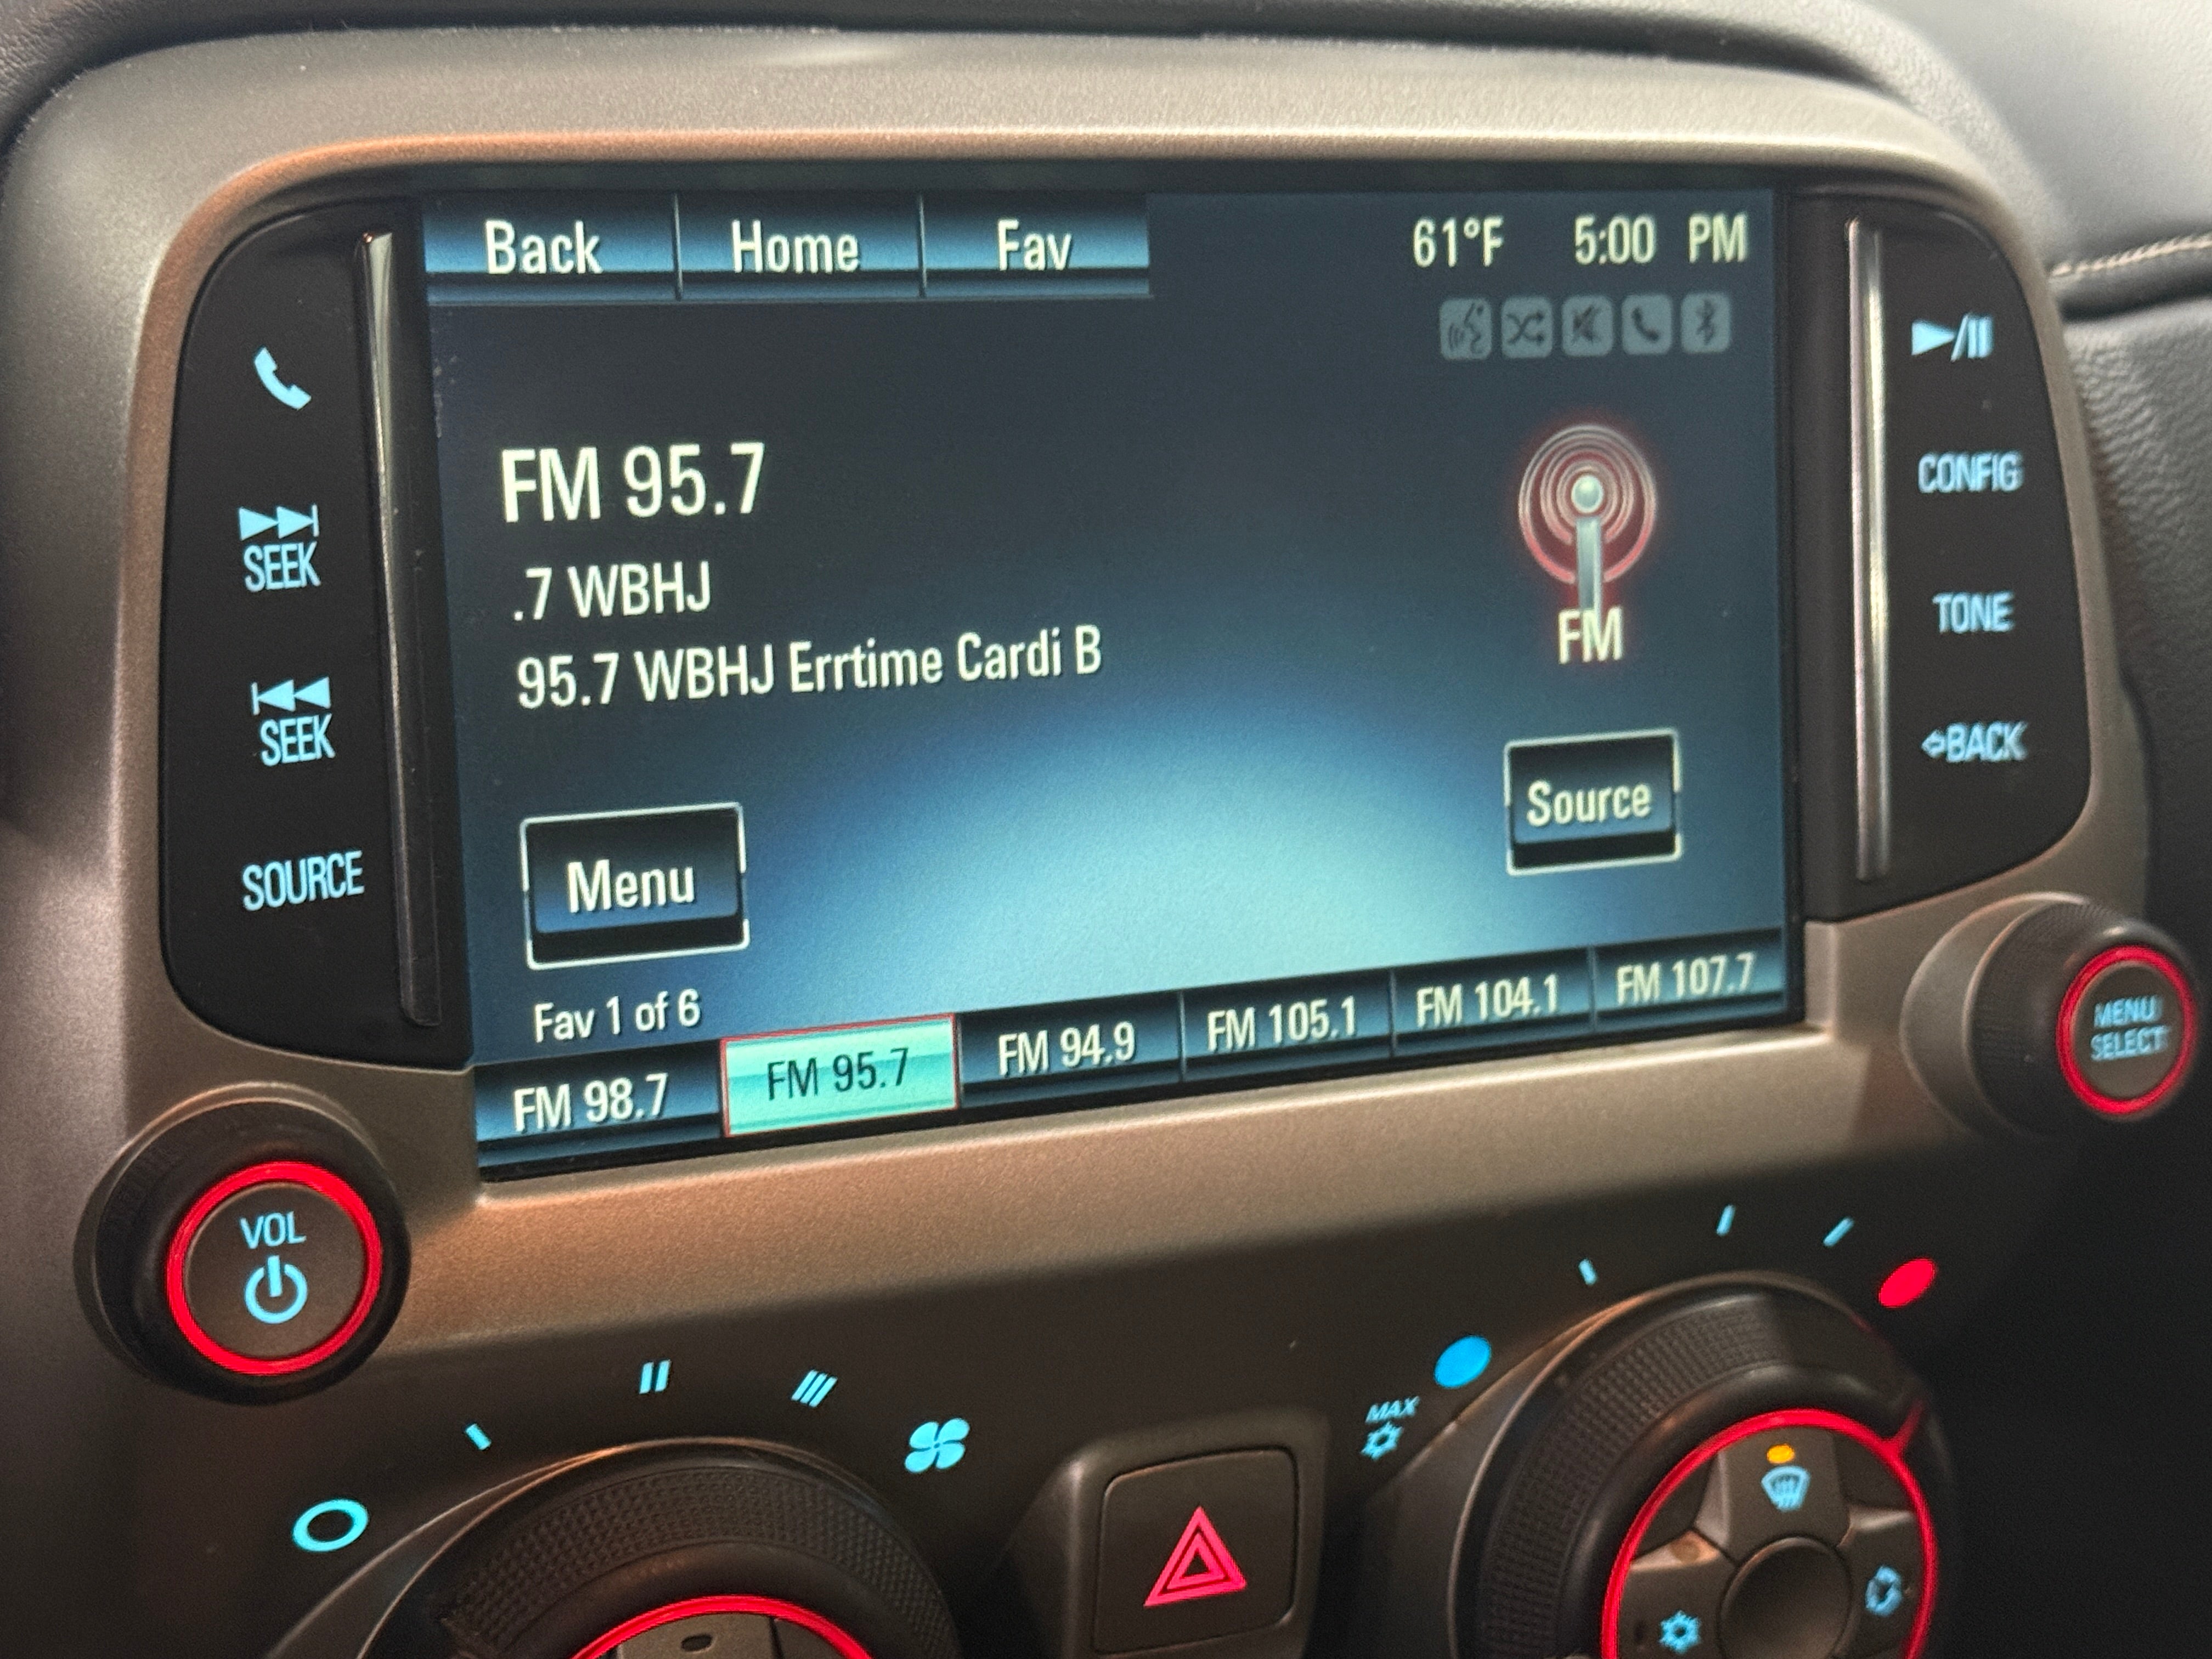 Back Home Fav 61°F 5:00 PM
FM 95.7
.7 WBHJ
95.7 WBHJ Errtime Cardi B
FM
Menu
Source
Fav 1 of 6
FM 98.7 FM 95.7 FM 94.9 FM 105.1 FM 104.1 FM 107.7
SEEK
SEEK
SOURCE
CONFIG
TONE
BACK
MENU
SELECT
VOL
MAX